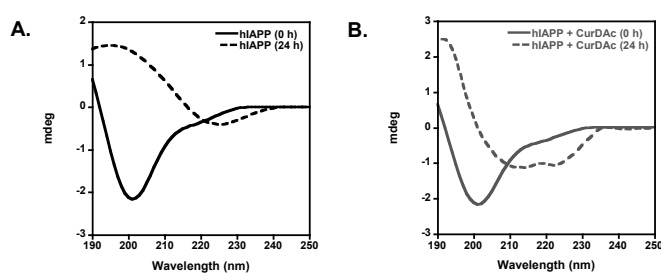 A.
hIAPP (0 h)
hIAPP (24 h)
2
1
0
-1
-2
-3
mdeg
190 200 210 220 230 240 250
Wavelength (nm)
B.
hIAPP + CurDAc (0 h)
hIAPP + CurDAc (24 h)
3
2
1
0
-1
-2
-3
mdeg
190 200 210 220 230 240 250
Wavelength (nm)